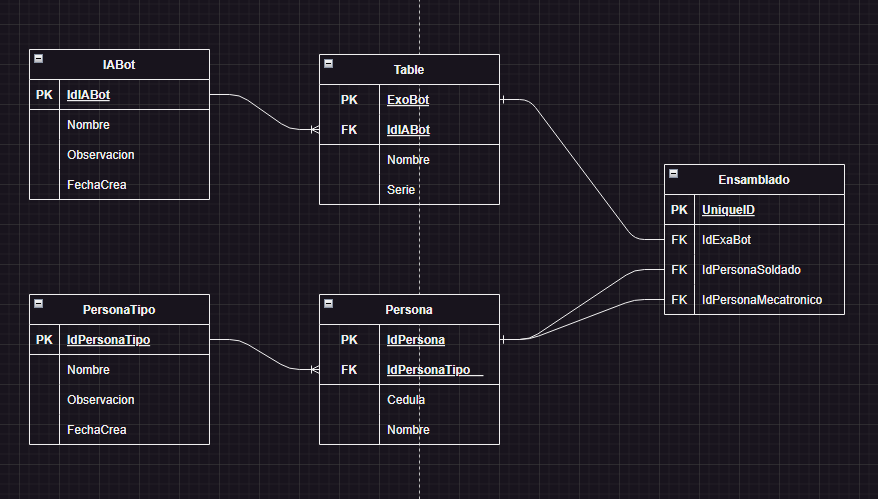 IABot
PK IdIABot
Nombre
Observacion
FechaCrea
Table
PK ExoBot
FK IdIABot
Nombre
Serie
Ensamblado
PK UniqueID
FK IdExaBot
FK IdPersonaSoldado
FK IdPersonaMecatronico
PersonaTipo
PK IdPersonaTipo
Nombre
Observacion
FechaCrea
Persona
PK IdPersona
FK IdPersonaTipo
Cedula
Nombre